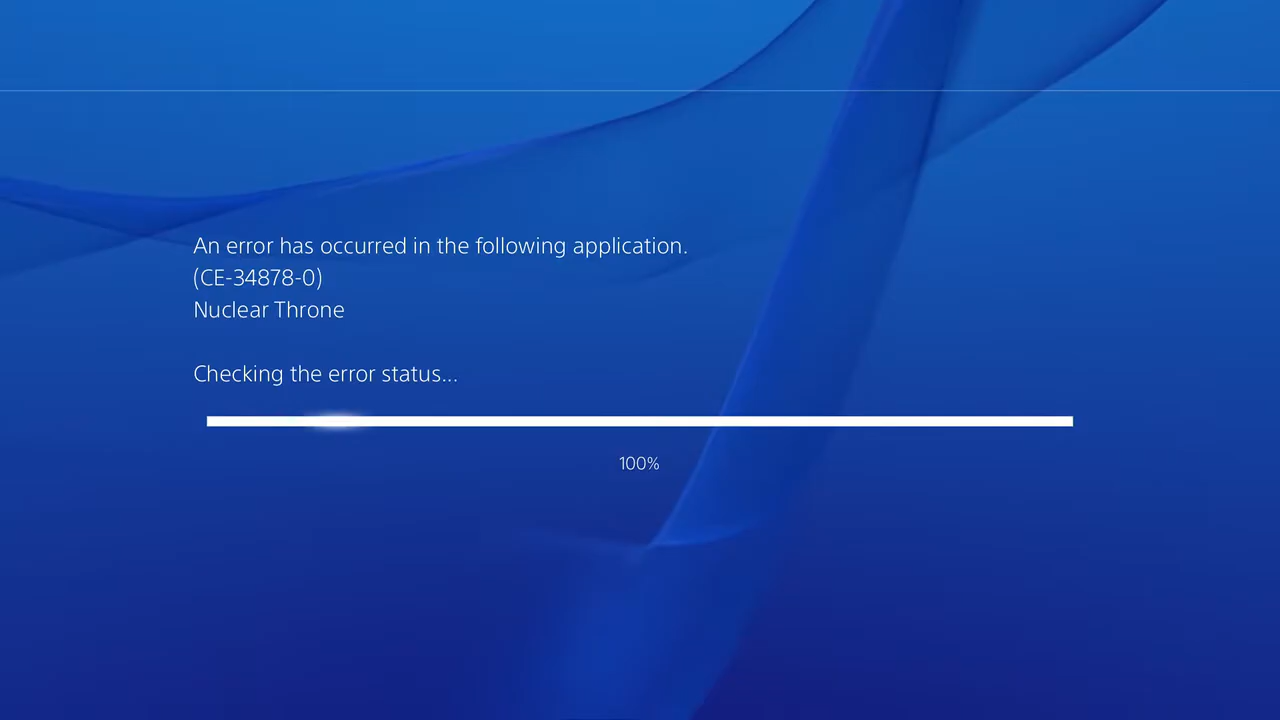 An error has occurred in the following application.
(CE-34878-0)
Nuclear Throne
Checking the error status...
100%